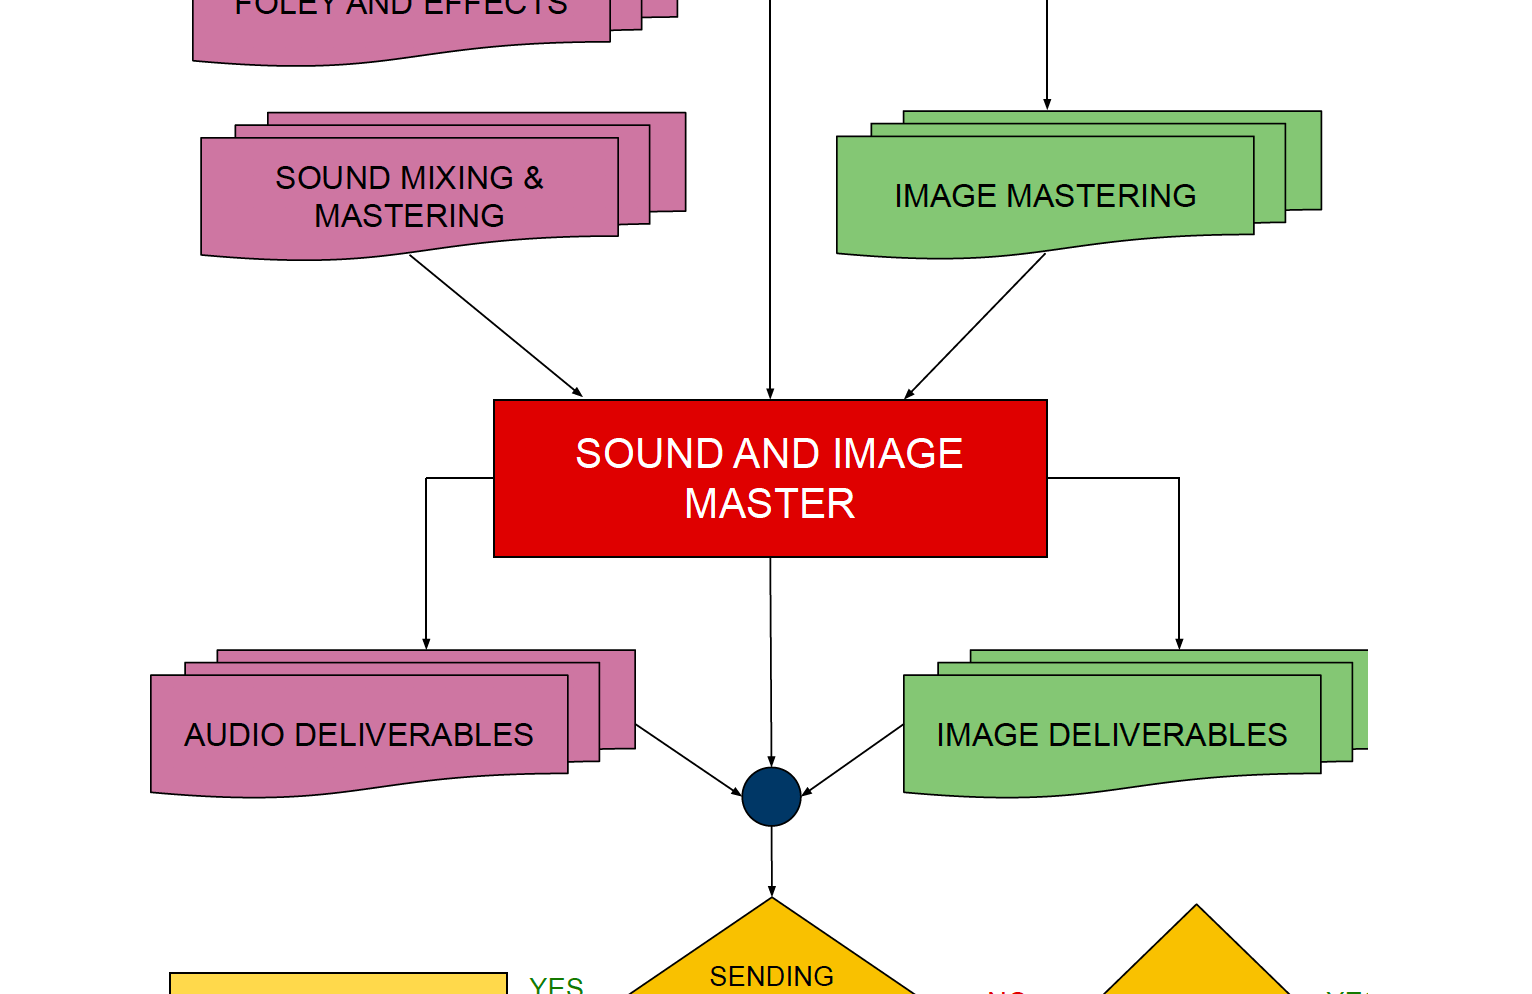 FOLEY AND EFFECTS
SOUND MIXING &
MASTERING
IMAGE MASTERING
SOUND AND IMAGE
MASTER
AUDIO DELIVERABLES
IMAGE DELIVERABLES
SENDING
YES
NO